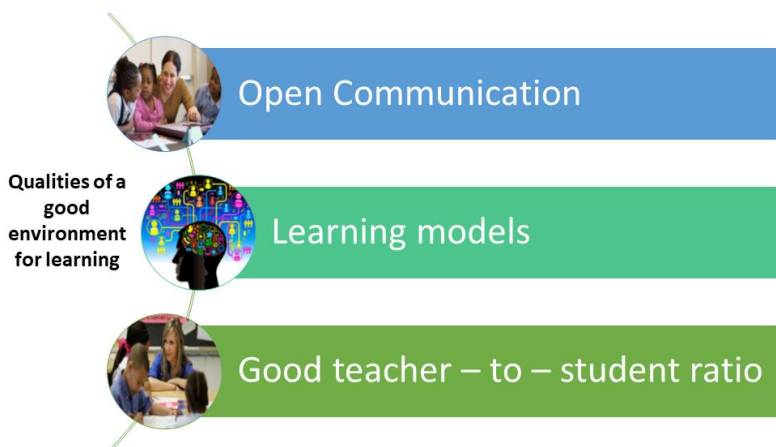 Qualities of a
good
environment
for learning
Open Communication
Learning models
Good teacher – to – student ratio